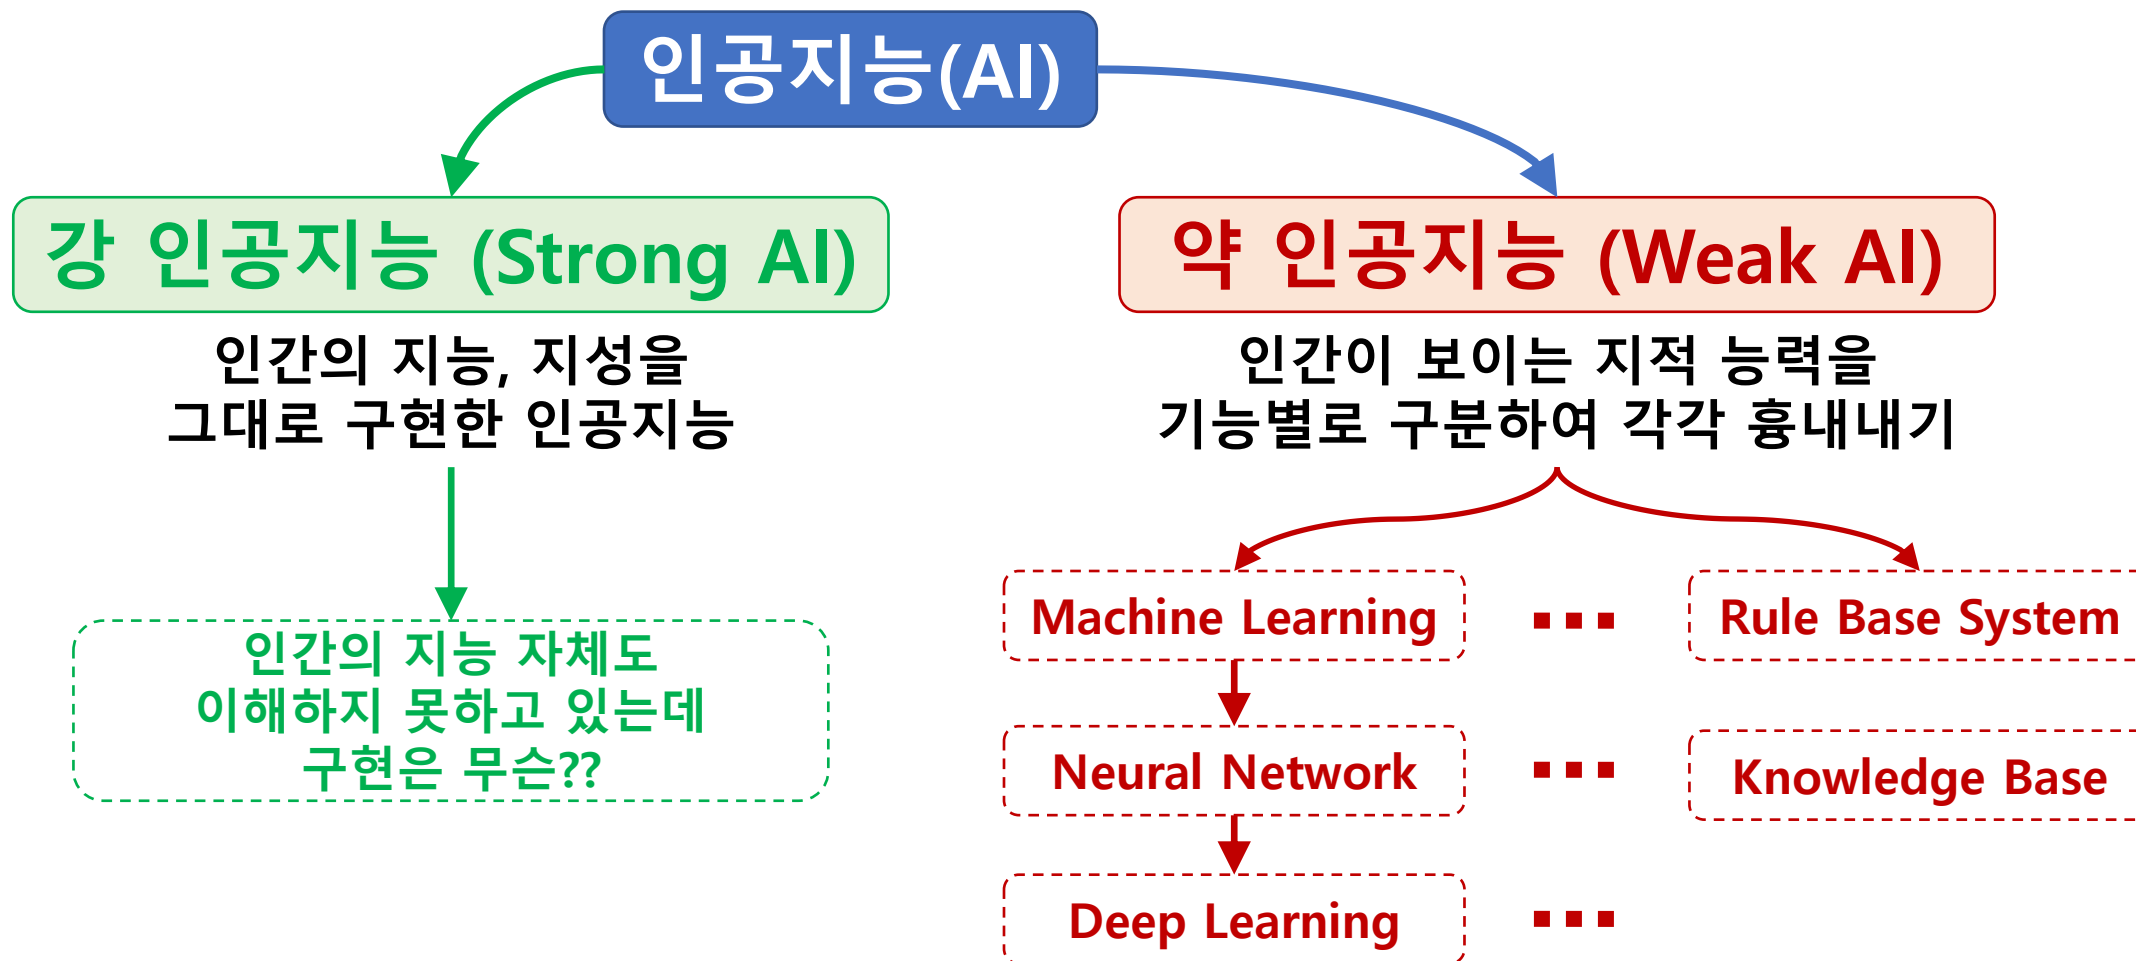 인공지능(AI)
강 인공지능 (Strong AI)
인간의 지능, 지성을
그대로 구현한 인공지능
인간의 지능 자체도
이해하지 못하고 있는데
구현은 무슨??
약 인공지능 (Weak AI)
인간이 보이는 지적 능력을
기능별로 구분하여 각각 흉내내기
Machine Learning
...
Rule Base System
Neural Network
...
Knowledge Base
Deep Learning
...